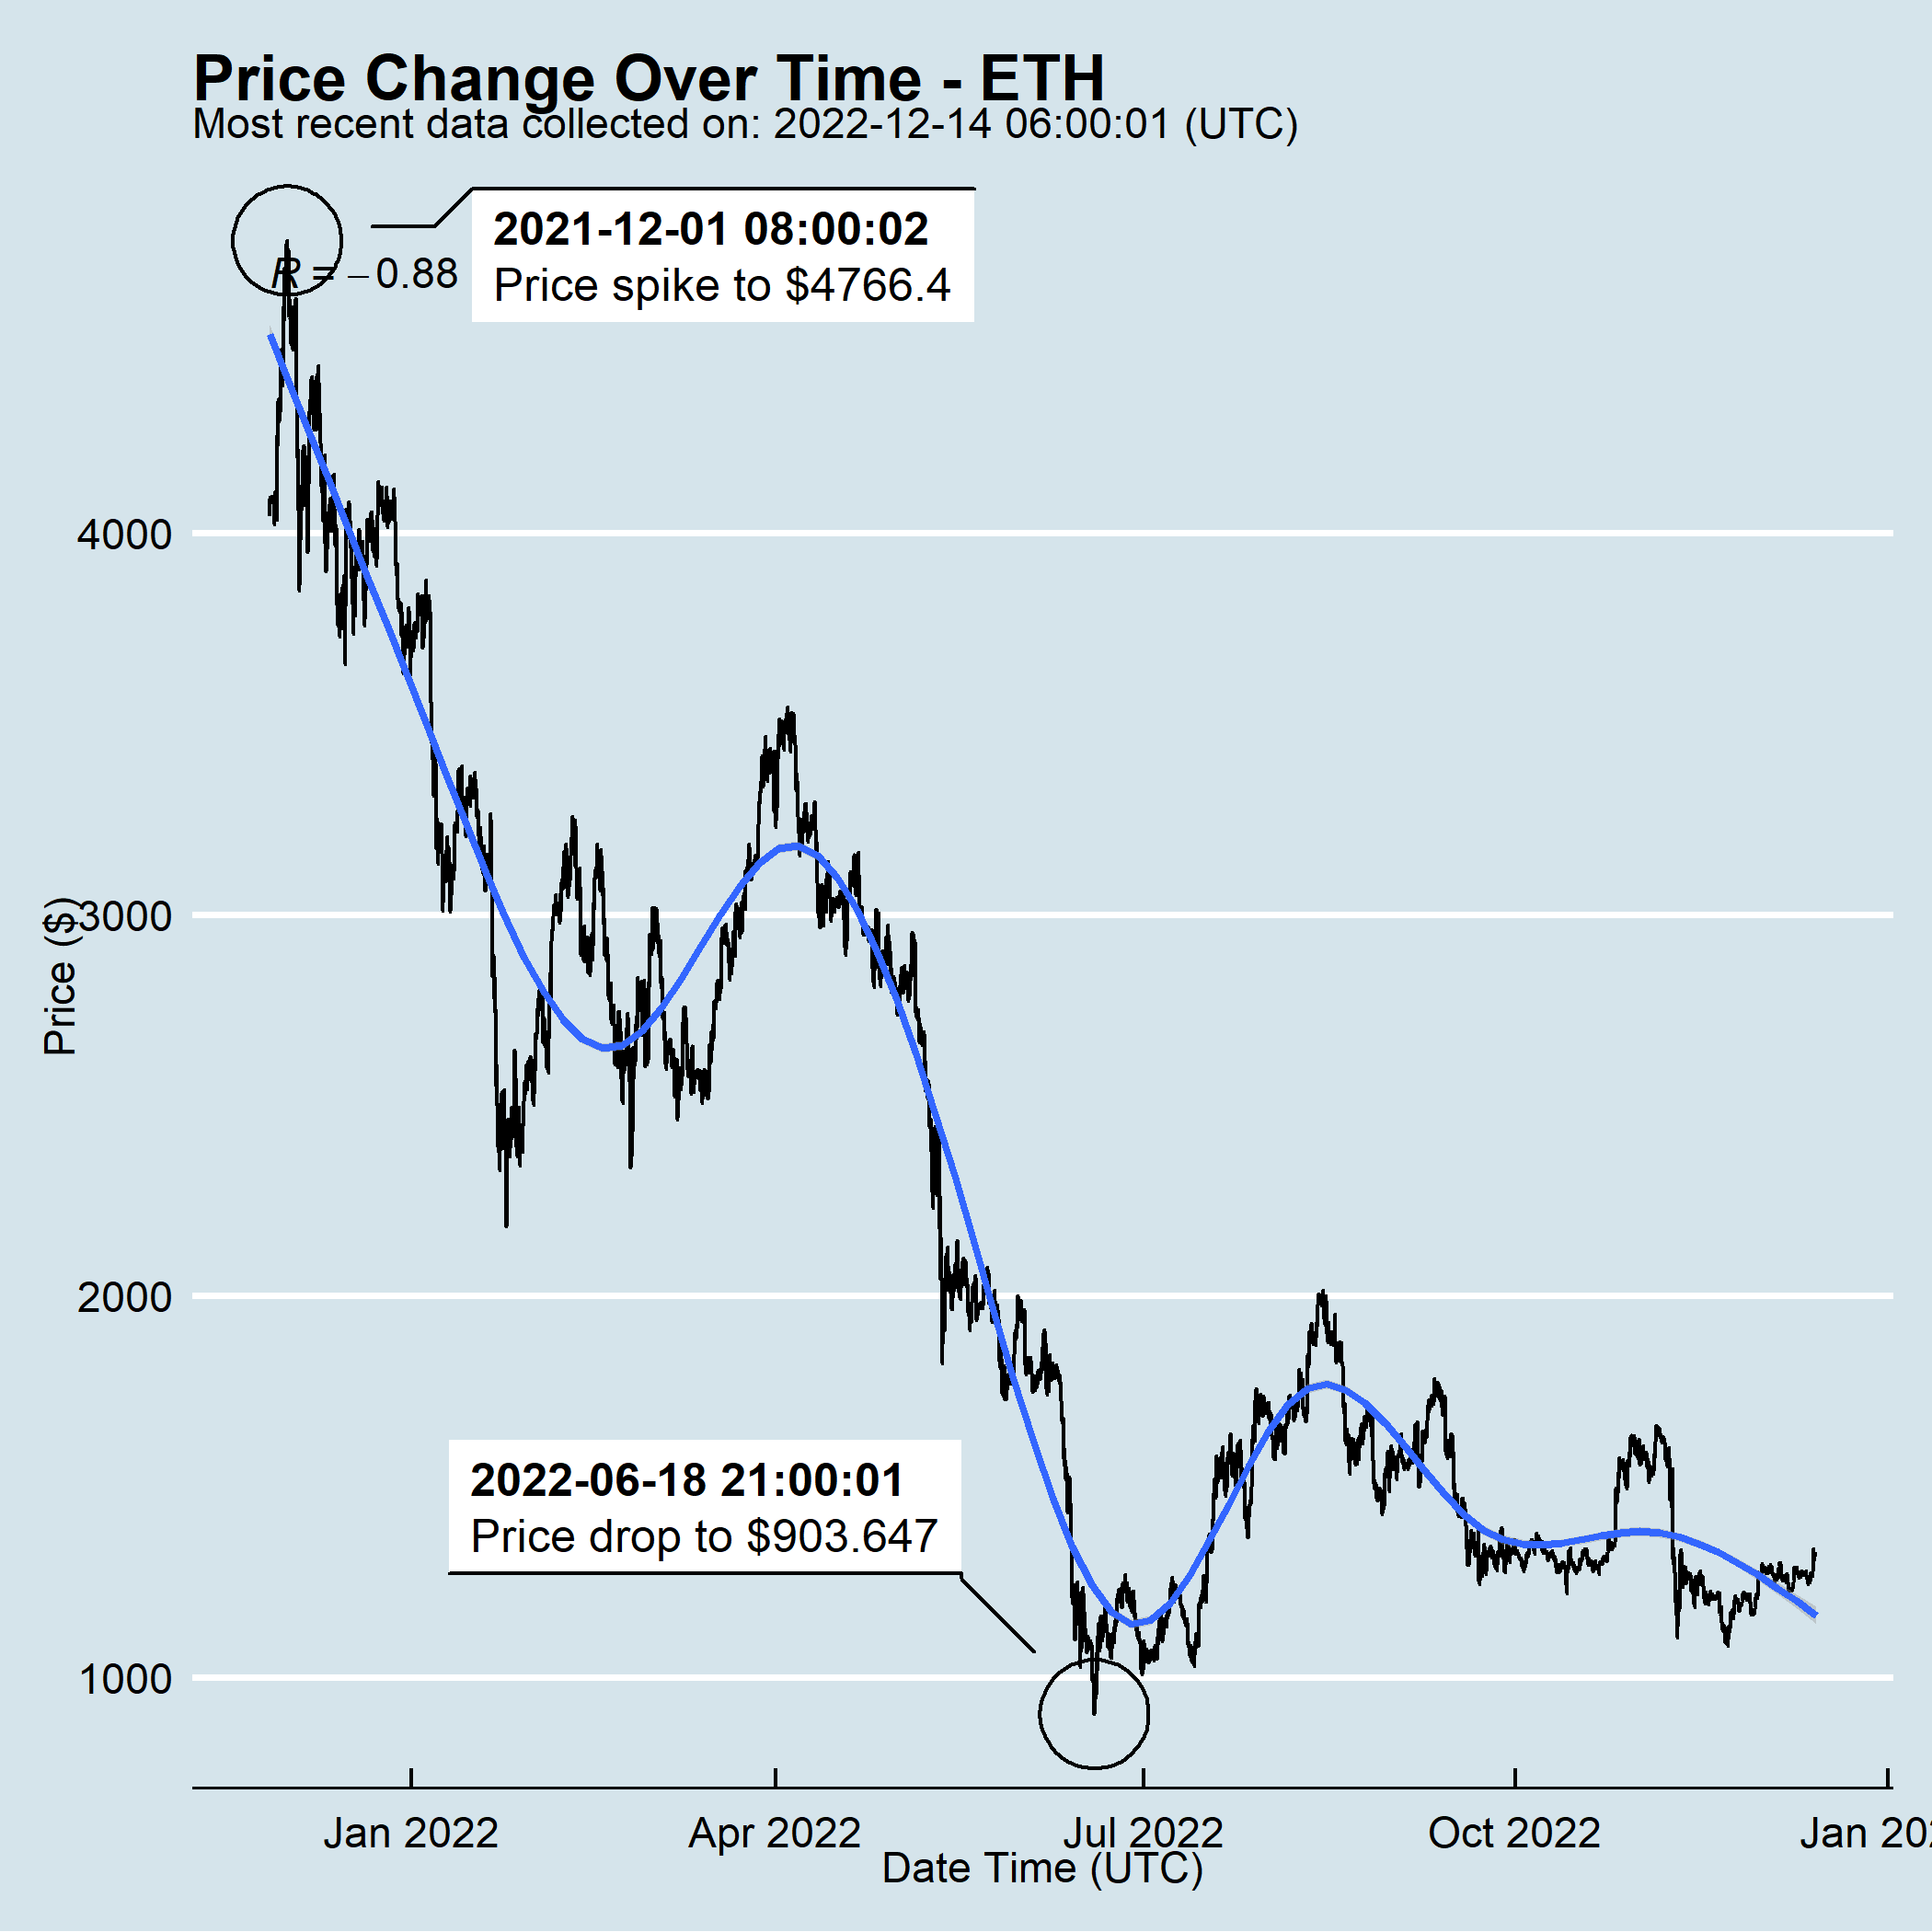 Price Change Over Time - ETH
Most recent data collected on: 2022-12-14 06:00:01 (UTC)
2021-12-01 08:00:02
Price spike to $4766.4
R = −0.88
4000
3000
2000
1000
Price ($)
2022-06-18 21:00:01
Price drop to $903.647
Jan 2022
Apr 2022
Jul 2022
Oct 2022
Jan 202
Date Time (UTC)